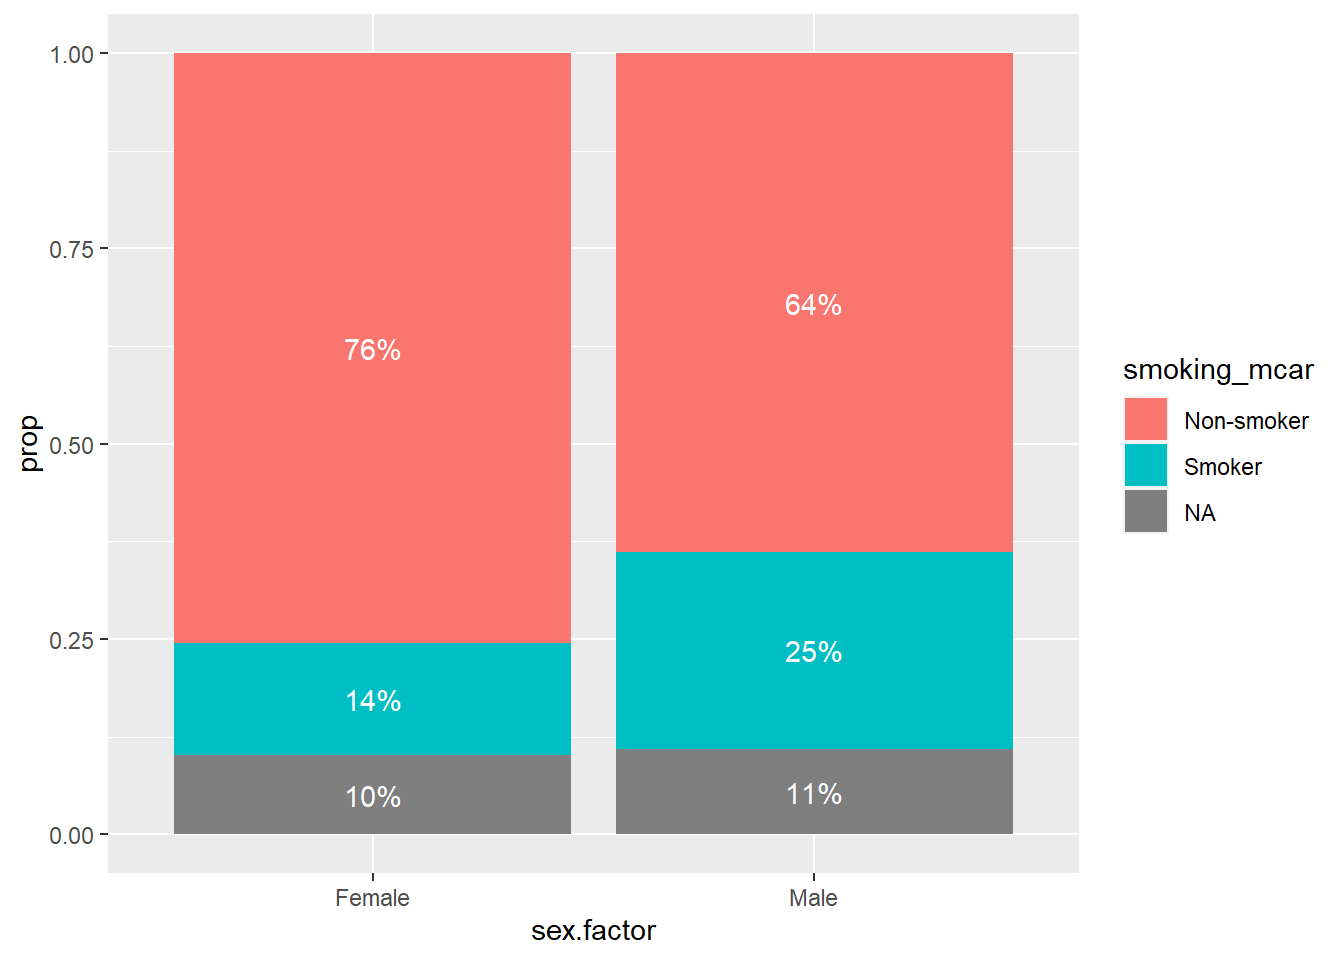 1.00
0.75
0.50
0.25
0.00
prop
76%
14%
10%
64%
25%
11%
Female
Male
sex.factor
smoking_mcar
Non-smoker
Smoker
NA